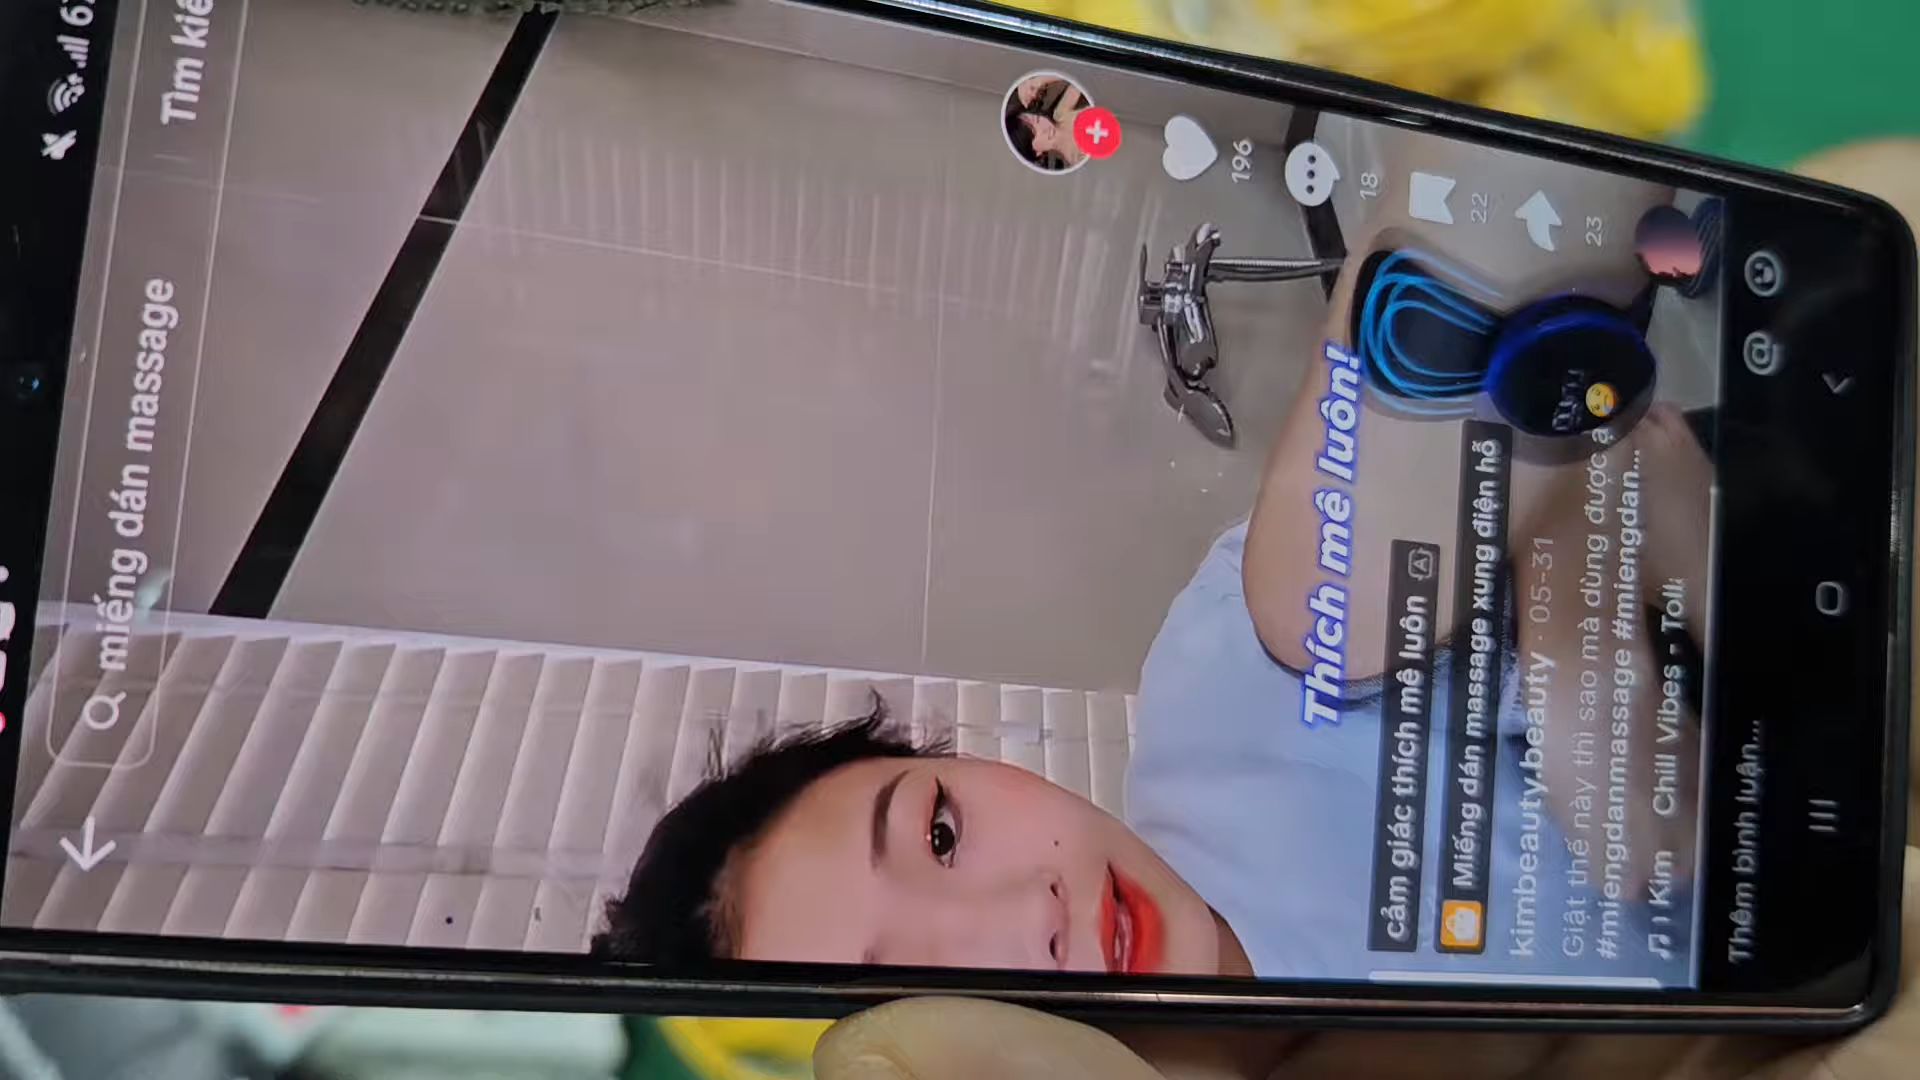 miếng dán massage
Tìm kiế
196
18
22
23
Thích mê luôn!
cảm giác thích mê luôn
Miếng dán massage xung điện hỗ
kimbeauty.beauty · 05-31
Giật thế này thì sao mà dùng được ạ
#miengdanmassage #miengdan...
Kim Chill Vibes - Tolli
Thêm bình luận...
@